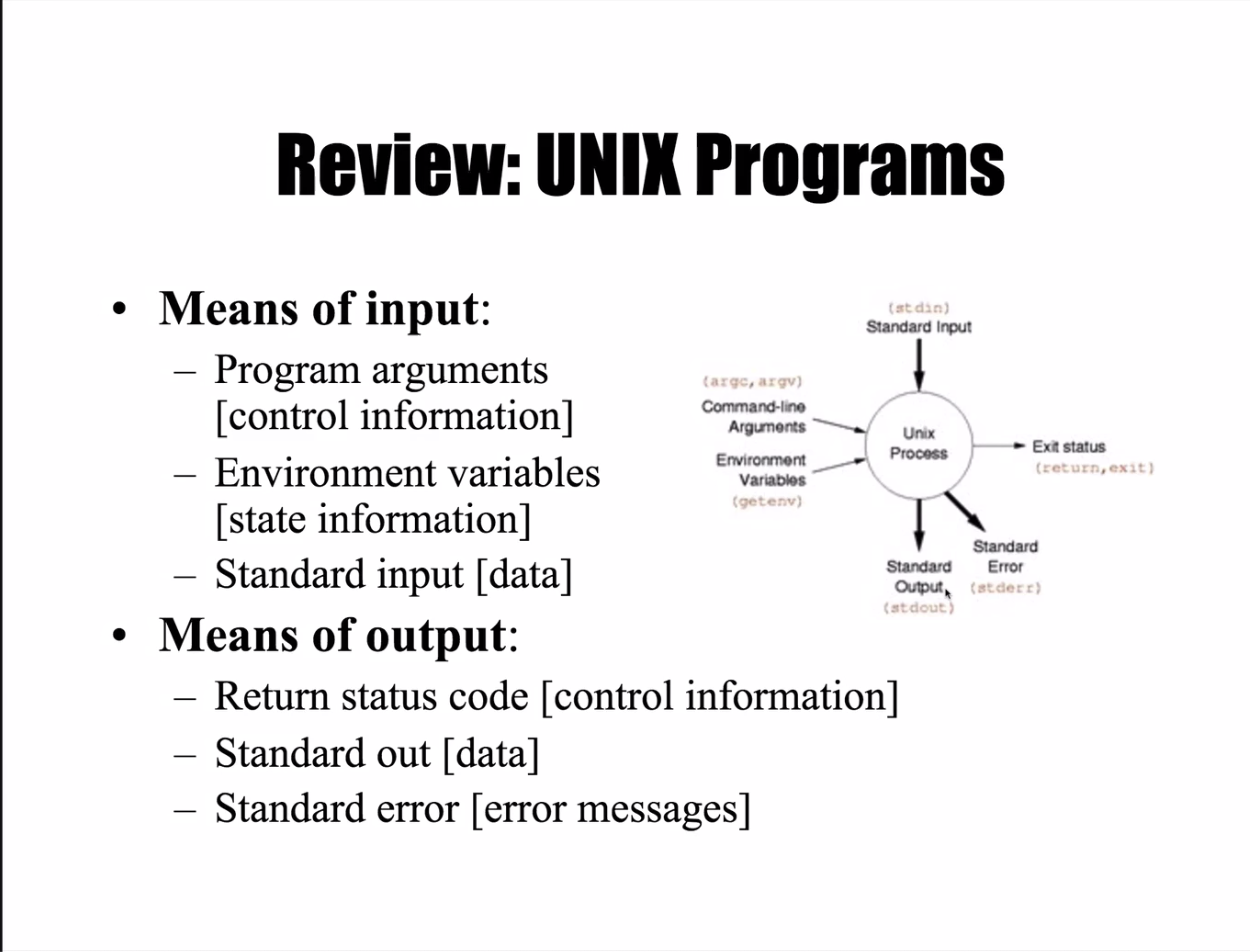 Review: UNIX Programs
• Means of input:
– Program arguments
[control information]
– Environment variables
[state information]
– Standard input [data]
• Means of output:
– Return status code [control information]
– Standard out [data]
– Standard error [error messages]
(stdin)
Standard Input
(argc,argv)
Command-line
Arguments
Environment
Variables
(getenv)
Unix
Process
Exit status
(return,exit)
Standard
Output
(stdout)
Standard
Error
(stderr)